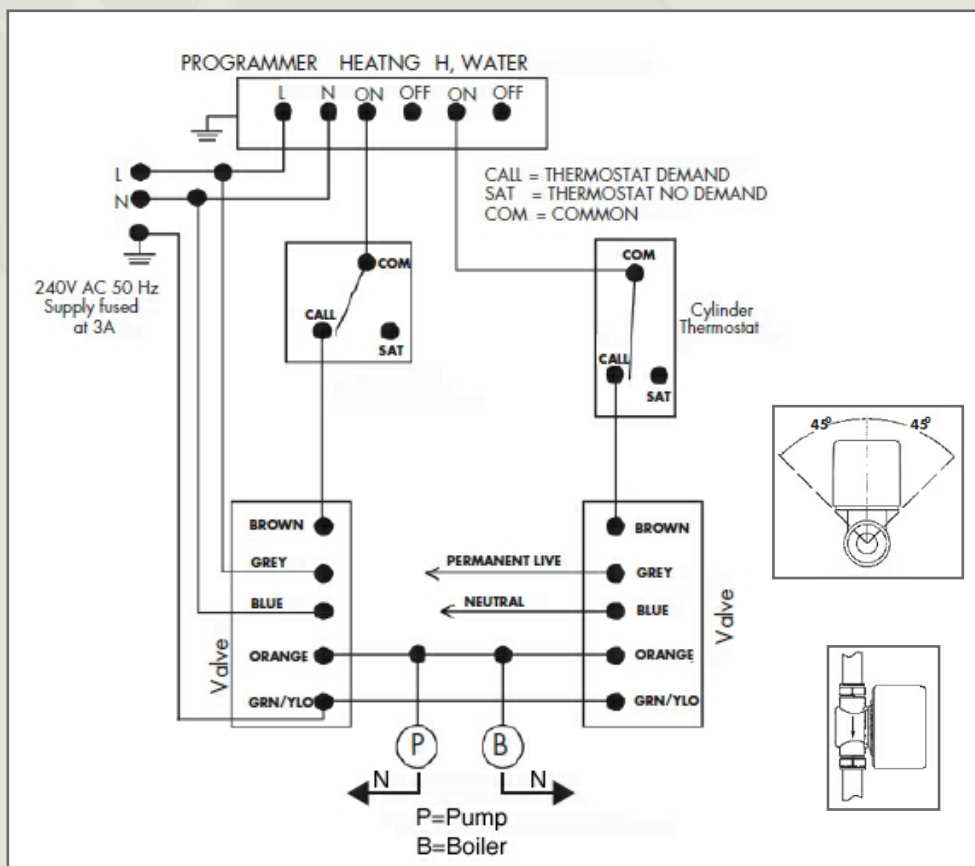 PROGRAMMER HEATNG H, WATER
L N ON OFF ON OFF
L
N
CALL = THERMOSTAT DEMAND
SAT = THERMOSTAT NO DEMAND
COM = COMMON
240V AC 50 Hz
Supply fused
at 3A
COM
CALL
SAT
COM
Cylinder
Thermostat
CALL
SAT
45° 45°
BROWN
GREY
BLUE
ORANGE
GRN/YLO
Valve
PERMANENT LIVE
NEUTRAL
BROWN
GREY
BLUE
ORANGE
GRN/YLO
Valve
P B
N N
P=Pump
B=Boiler